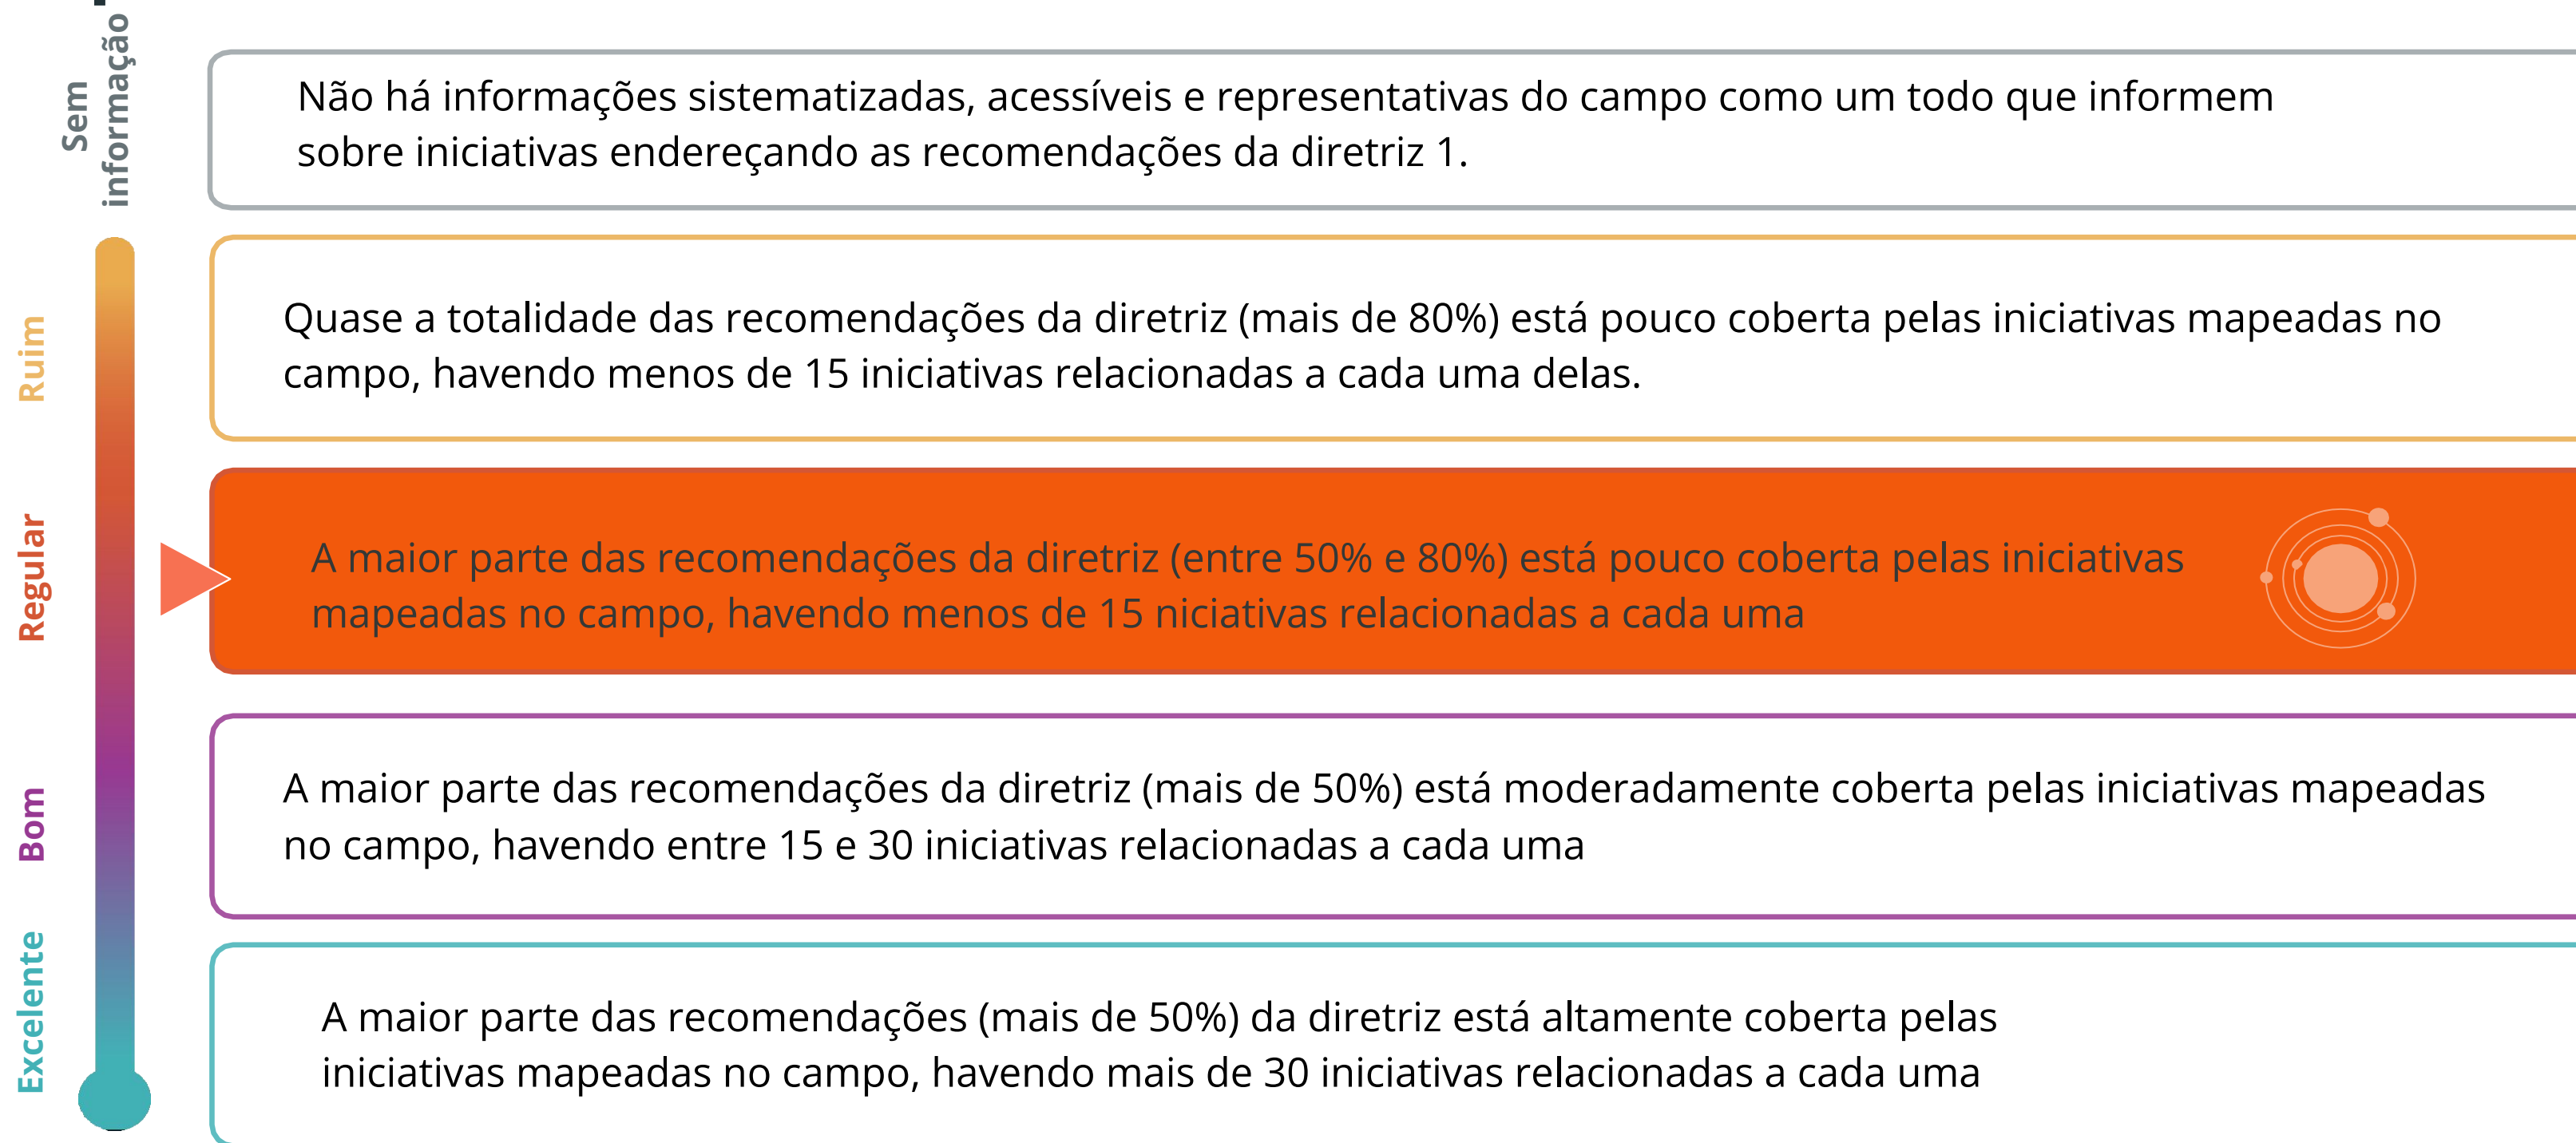 Sem
informação
Não há informações sistematizadas, acessíveis e representativas do campo como um todo que informem
sobre iniciativas endereçando as recomendações da diretriz 1.
Ruim
Quase a totalidade das recomendações da diretriz (mais de 80%) está pouco coberta pelas iniciativas mapeadas no
campo, havendo menos de 15 iniciativas relacionadas a cada uma delas.
Regular
A maior parte das recomendações da diretriz (entre 50% e 80%) está pouco coberta pelas iniciativas
mapeadas no campo, havendo menos de 15 niciativas relacionadas a cada uma
Bom
A maior parte das recomendações da diretriz (mais de 50%) está moderadamente coberta pelas iniciativas mapeadas
no campo, havendo entre 15 e 30 iniciativas relacionadas a cada uma
Excelente
A maior parte das recomendações (mais de 50%) da diretriz está altamente coberta pelas
iniciativas mapeadas no campo, havendo mais de 30 iniciativas relacionadas a cada uma